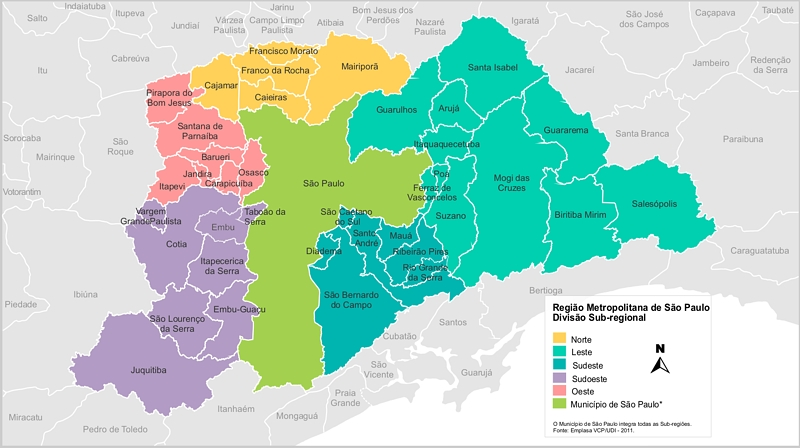 Indaiatuba
Itupeva
Jarinu
Salto
Várzea
Paulista
Campo Limpo
Paulista
Bom Jesus dos
Perdões
Jundiaí
Atibaia
Nazaré
Paulista
Igaratá
São José
dos Campos
Caçapava
Taubaté
Itu
Cabreúva
Francisco Morato
Franco da Rocha
Mairiporã
Cajamar
Caieiras
Santa Isabel
Jacareí
Jambeiro
Redenção
da Serra
Pirapora do
Bom Jesus
Guarulhos
Arujá
Guararema
Santa Branca
Paraibuna
Sorocaba
Mairinque
São
Roque
Santana de
Parnaíba
Itaquaquecetuba
Barueri
Jandira
Osasco
Itapevi
Carapicuíba
São Paulo
Poá
Ferraz de
Vasconcelos
Mogi das
Cruzes
Votorantim
Vargem
Grande Paulista
Taboão da
Serra
São Caetano
do Sul
Suzano
Biritiba Mirim
Salesópolis
Cotia
Embu
Santo
André
Mauá
Diadema
Ribeirão Pires
Itapecerica
da Serra
Rio Grande
da Serra
Caraguatatuba
Ibiúna
São Bernardo
do Campo
Bertioga
Piedade
São Lourenço
da Serra
Embu-Guaçu
Cubatão
Santos
Juquitiba
São
Vicente
Guarujá
Praia
Grande
Itanhaém
Mongaguá
Miracatu
Pedro de Toledo
Região Metropolitana de São Paulo
Divisão Sub-regional
Norte
Leste
Sudeste
Sudoeste
Oeste
Município de São Paulo*
N
O Município de São Paulo integra todas as Sub-regiões.
Fonte: Emplasa VCP/UDI - 2011.